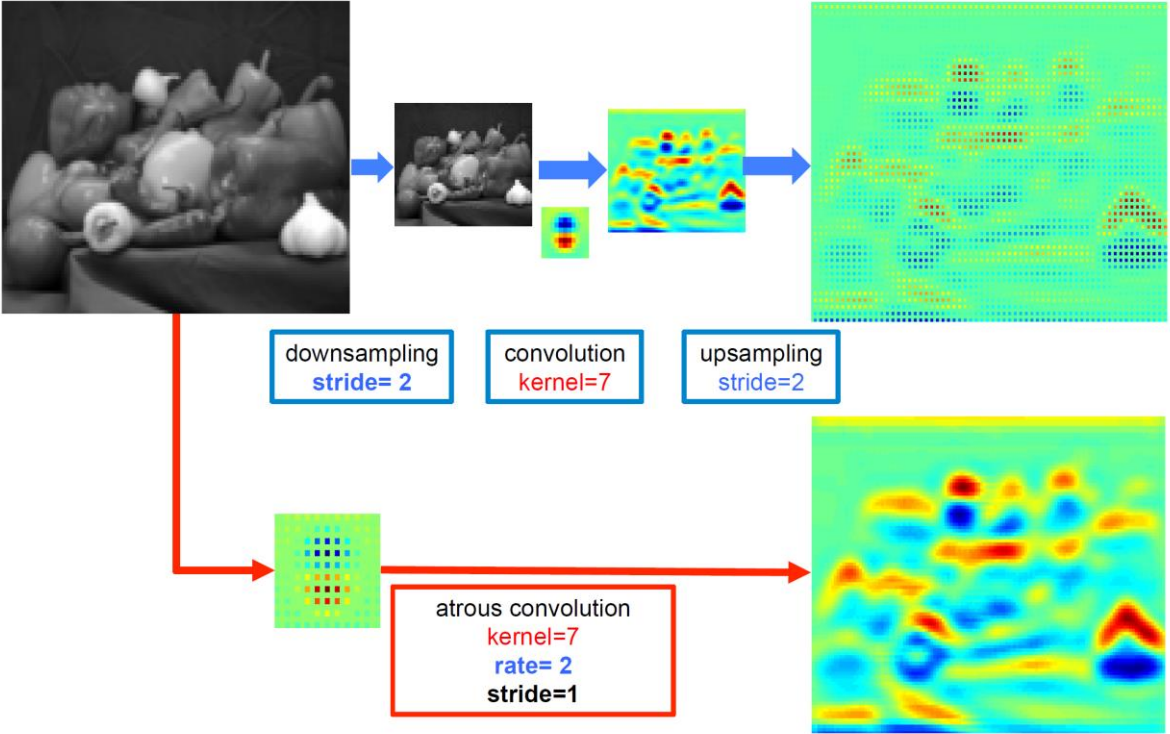 downsampling
stride= 2
convolution
kernel=7
upsampling
stride=2
atrous convolution
kernel=7
rate= 2
stride=1